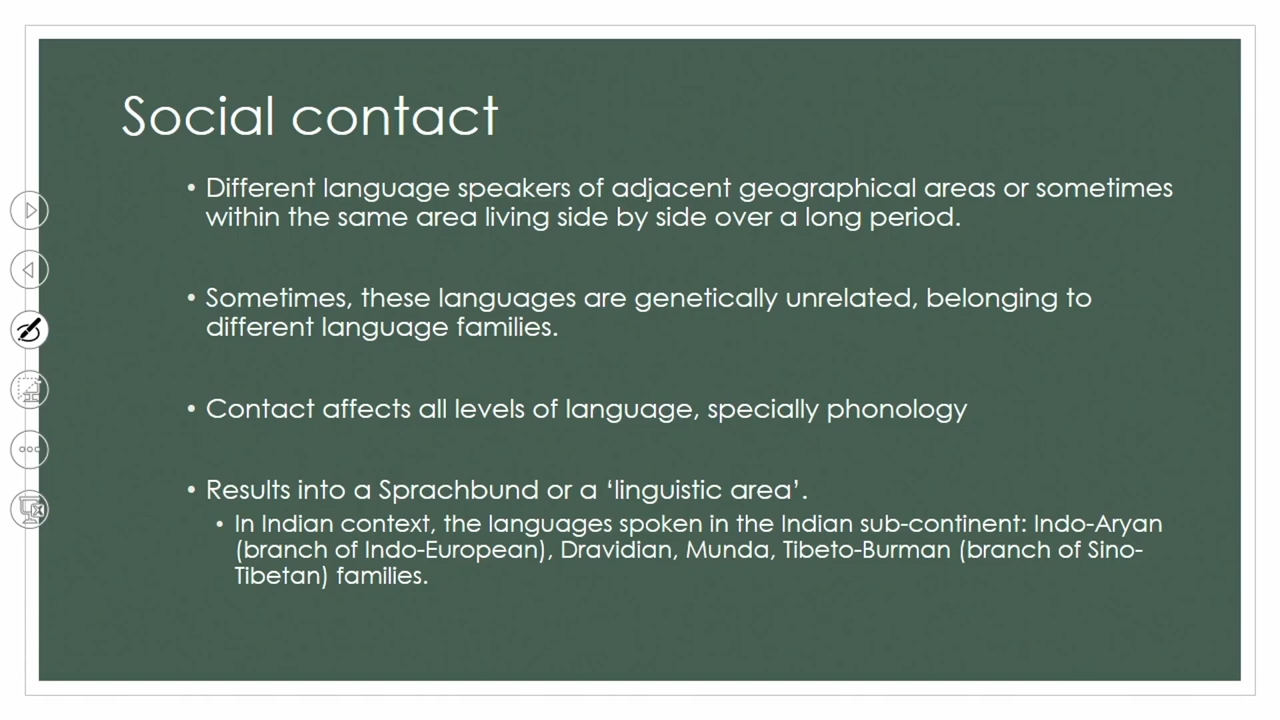 Social contact
• Different language speakers of adjacent geographical areas or sometimes
within the same area living side by side over a long period.
• Sometimes, these languages are genetically unrelated, belonging to
different language families.
• Contact affects all levels of language, specially phonology
• Results into a Sprachbund or a ‘linguistic area’.
• In Indian context, the languages spoken in the Indian sub-continent: Indo-Aryan
(branch of Indo-European), Dravidian, Munda, Tibeto-Burman (branch of Sino-
Tibetan) families.